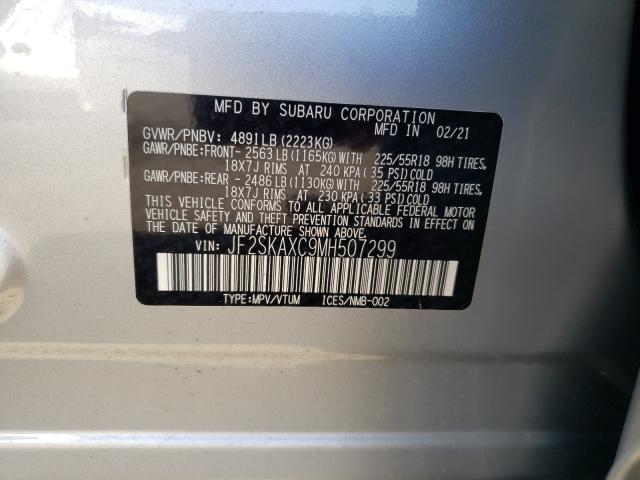 MFD BY SUBARU CORPORATION
GVWR/PNBV: 4891LB (2223KG) MFD IN 02/21
GAWR/PNBE:FRONT- 2563LB (1165KG) WITH 225/55R18 98H TIRES,
18X7J RIMS AT 240 KPA (35 PSI) COLD
GAWR/PNBE:REAR - 2486LB (1130KG) WITH 225/55R18 98H TIRES,
18X7J RIMS AT 230 KPA (33 PSI) COLD
THIS VEHICLE CONFORMS TO ALL APPLICABLE FEDERAL MOTOR
VEHICLE SAFETY AND THEFT PREVENTION STANDARDS IN EFFECT ON
THE DATE OF MANUFACTURE SHOWN ABOVE.
VIN: JF2SKAXC9MH507299
TYPE:MPV/VTUM ICES/NMB-002